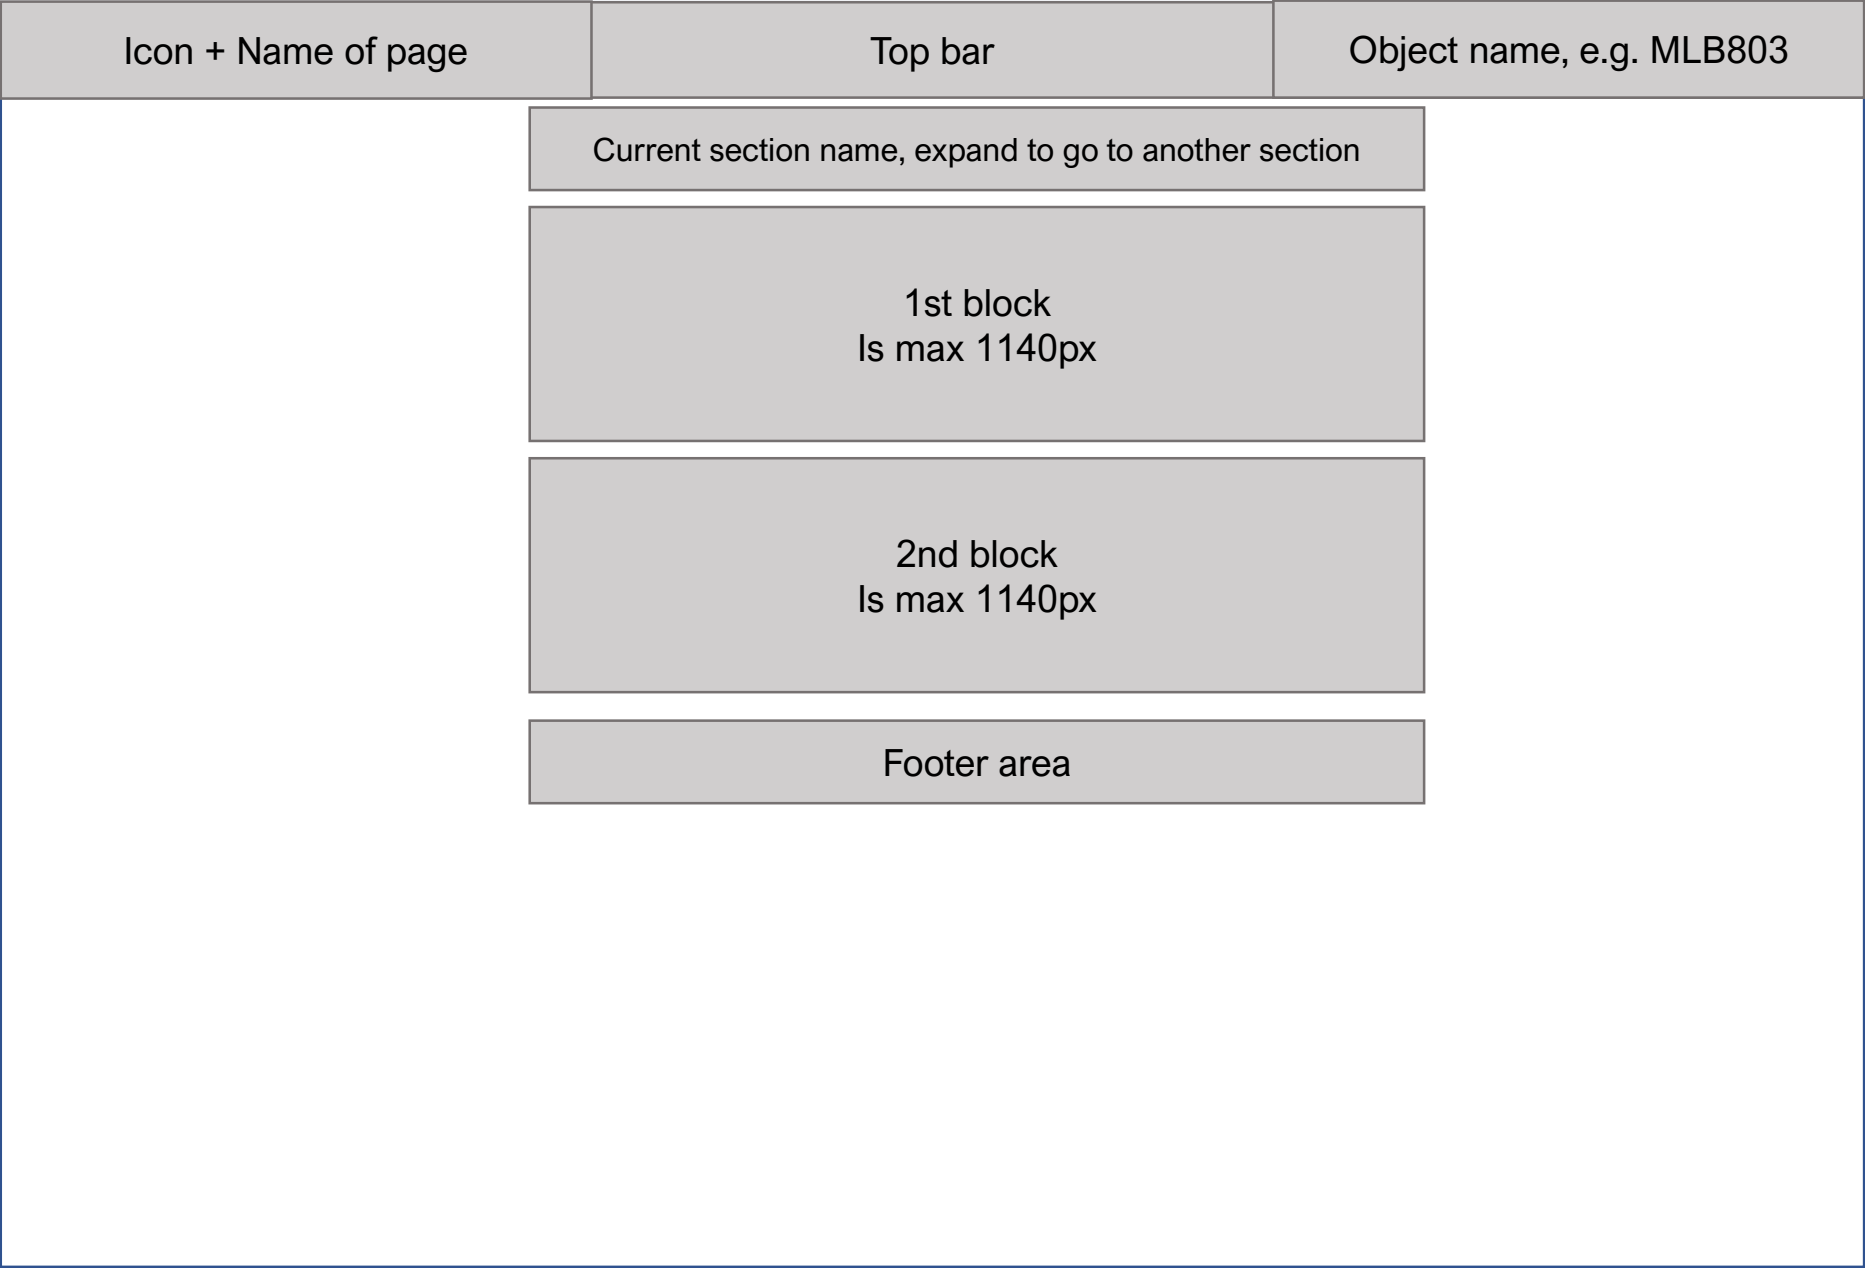 Icon + Name of page
Top bar
Object name, e.g. MLB803
Current section name, expand to go to another section
1st block
Is max 1140px
2nd block
Is max 1140px
Footer area